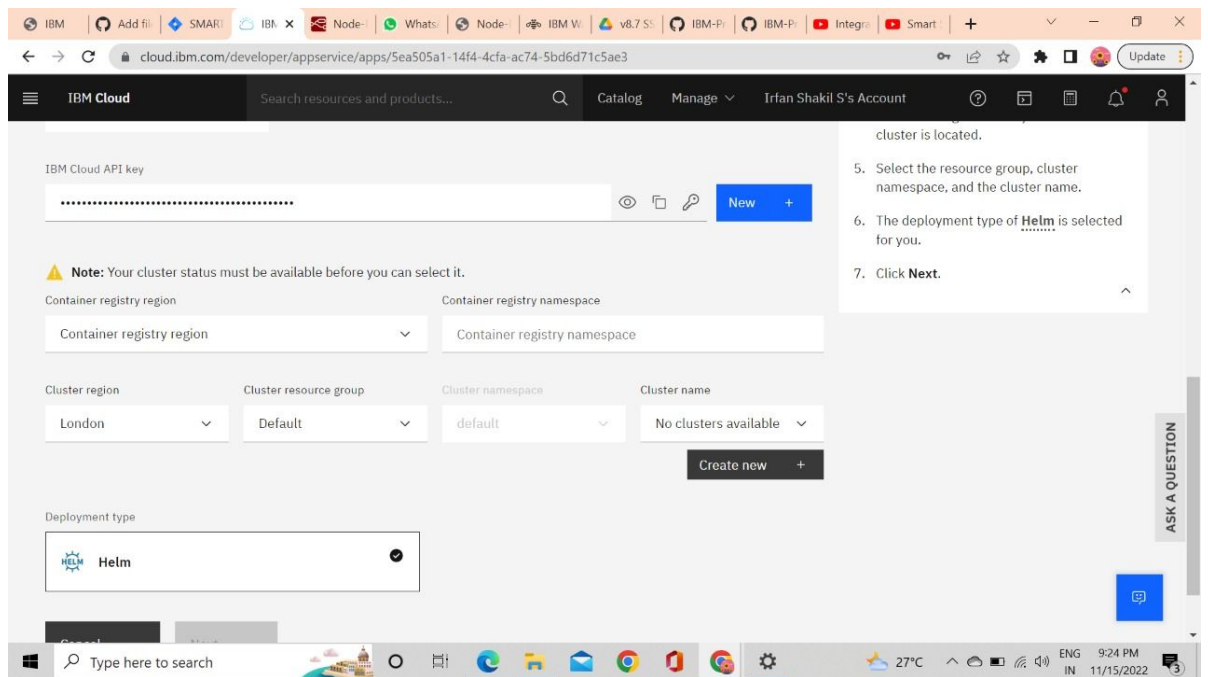 IBM
Add fil
SMART
IBM
Node-
Whats
Node-
IBM W
v8.7 SS
IBM-Pr
IBM-Pr
Integra
Smart
cloud.ibm.com/developer/appservice/apps/5ea505a1-14f4-4cfa-ac74-5bd6d71c5ae3
Update
IBM Cloud
Search resources and products...
Catalog
Manage
Irfan Shakil S's Account
cluster is located.
5. Select the resource group, cluster
namespace, and the cluster name.
6. The deployment type of Helm is selected
for you.
7. Click Next.
IBM Cloud API key
New +
Note: Your cluster status must be available before you can select it.
Container registry region
Container registry namespace
Container registry region
Container registry namespace
Cluster region
Cluster resource group
Cluster namespace
Cluster name
London
Default
default
No clusters available
Create new +
ASK A QUESTION
Deployment type
HELM
Helm
Cancel
Type here to search
27°C
ENG
IN
9:24 PM
11/15/2022
3